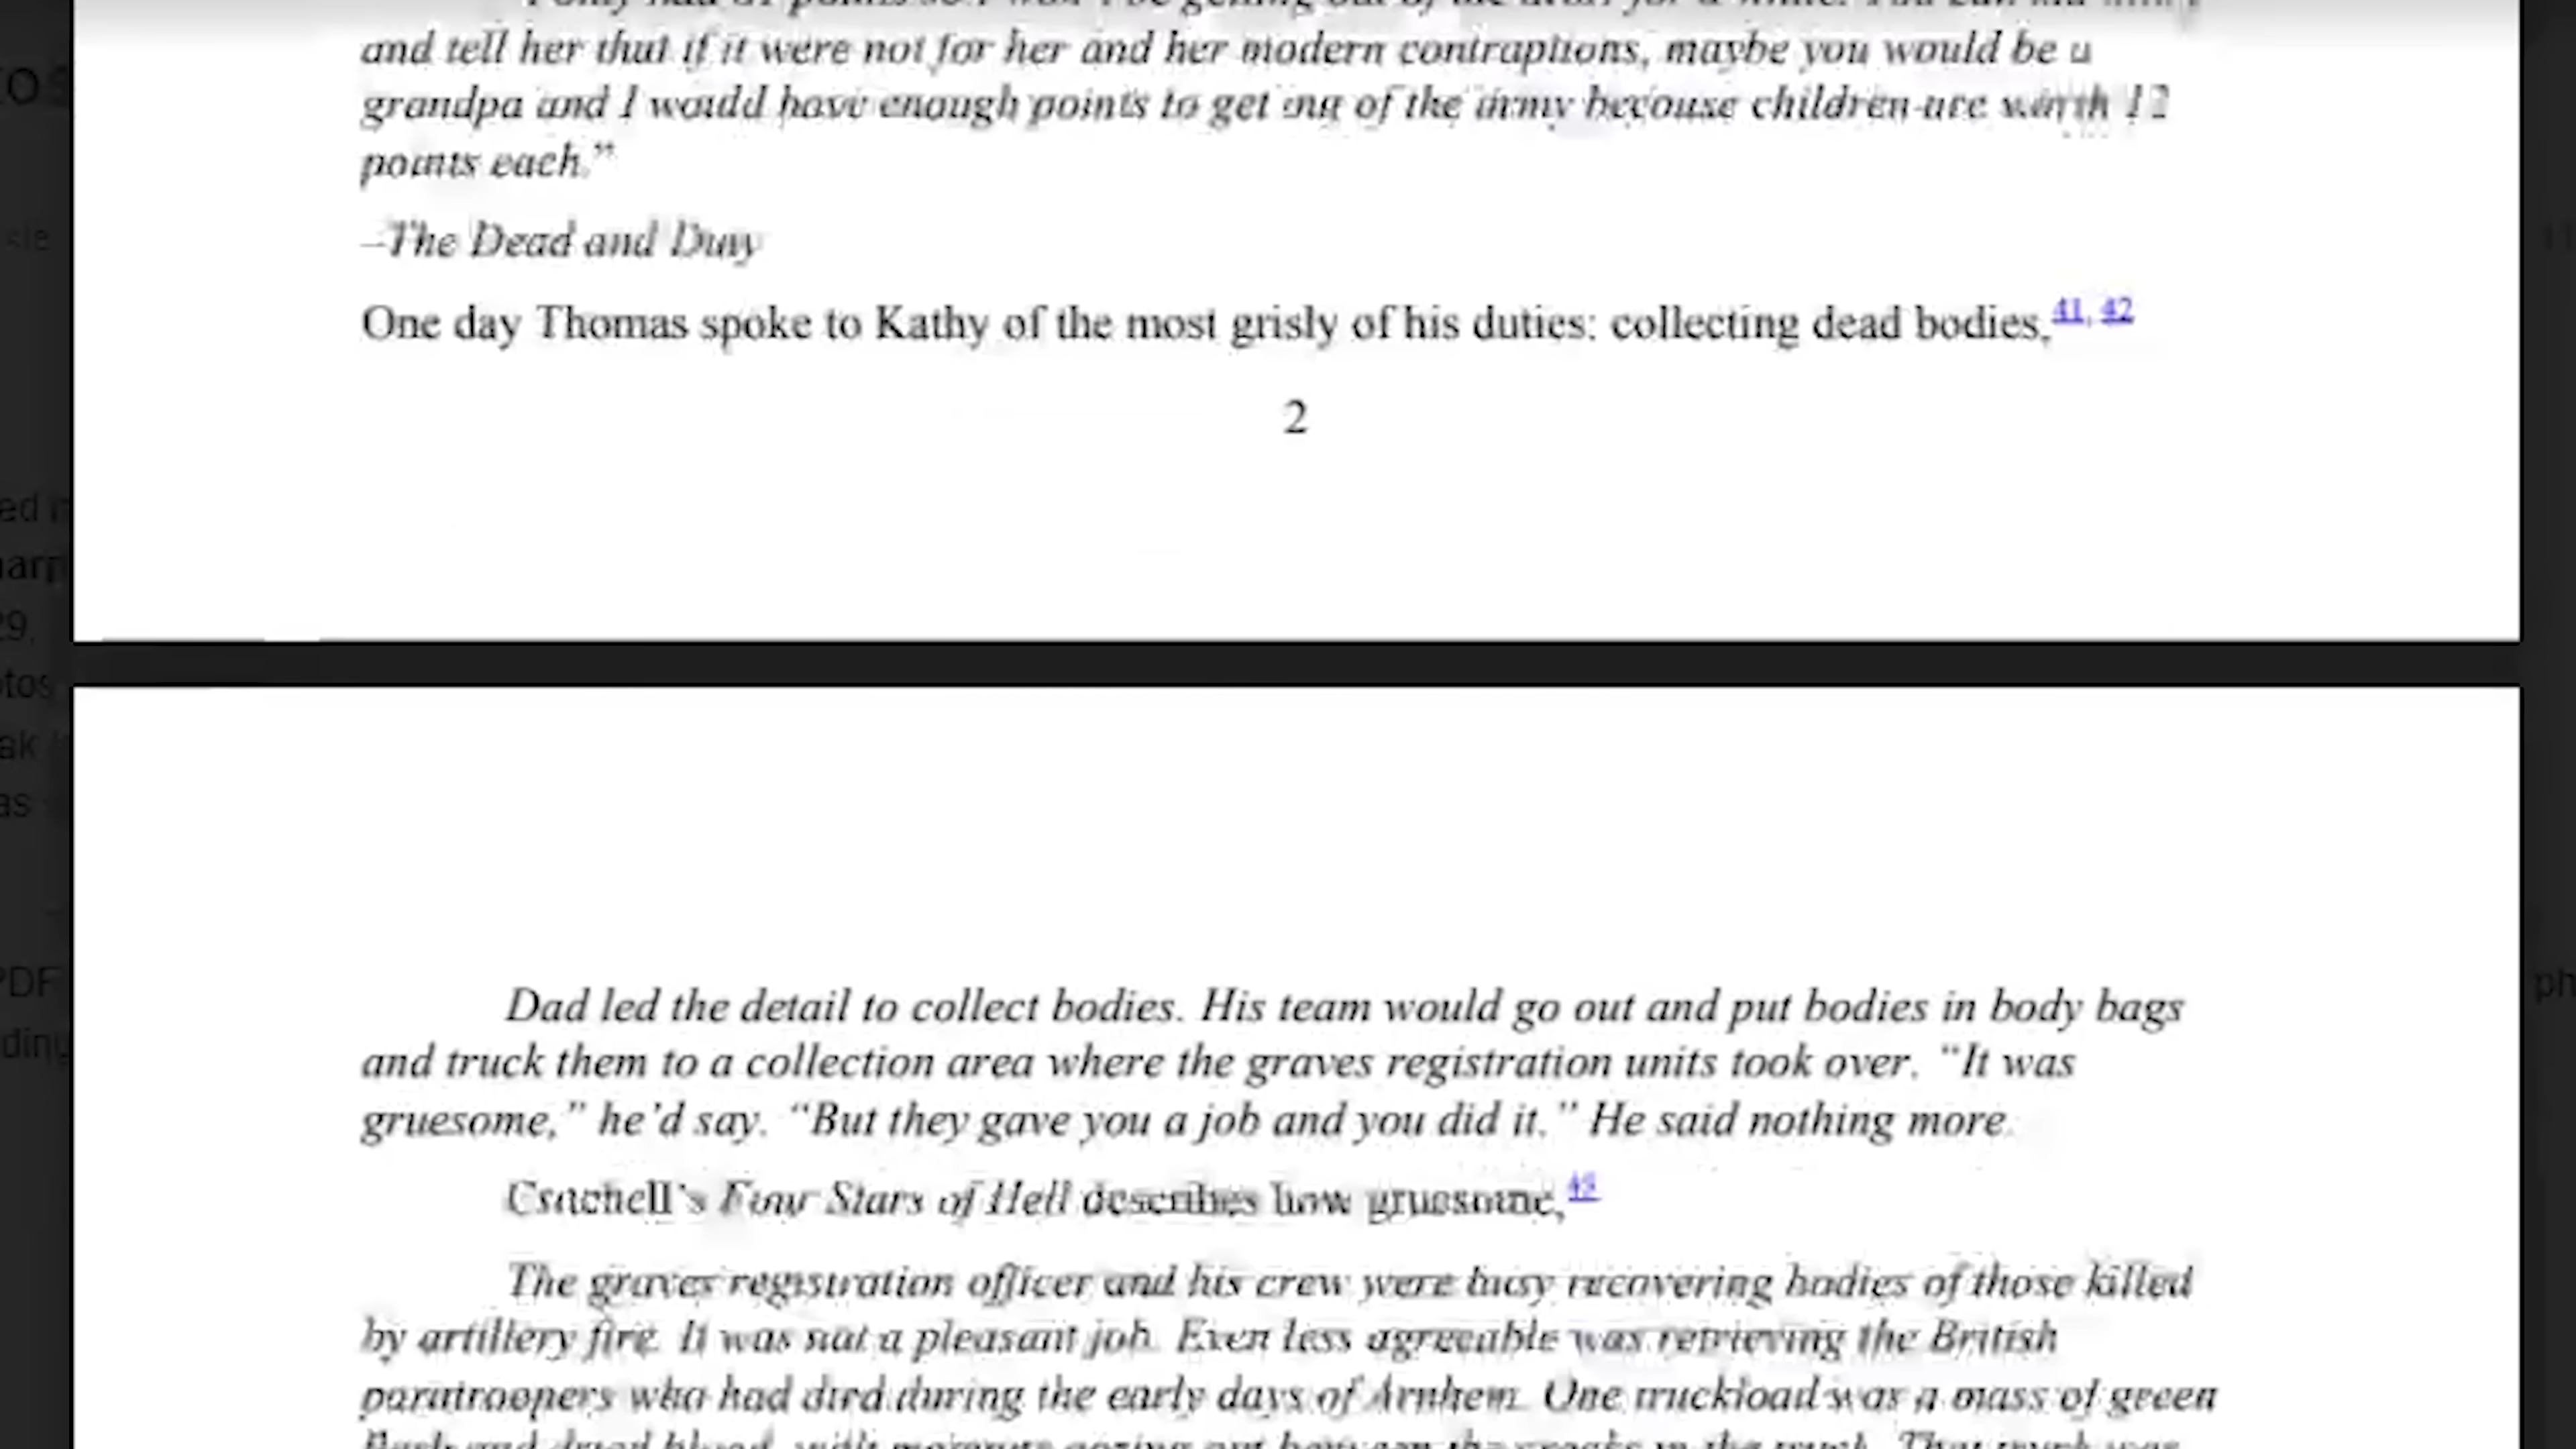 and tell her that if it were not for her and her modern contraptions, maybe you would be a
grandpa and I would have enough points to get out of the army because children are worth 12
points each.”
–The Dead and Duty
One day Thomas spoke to Kathy of the most grisly of his duties: collecting dead bodies,41, 42
2
Dad led the detail to collect bodies. His team would go out and put bodies in body bags
and truck them to a collection area where the graves registration units took over. “It was
gruesome,” he’d say. “But they gave you a job and you did it.” He said nothing more.
Four Stars of Hell describes how gruesome,
The graves registration officer and his crew were busy recovering bodies of those killed
by artillery fire. It was not a pleasant job. Even less agreeable was retrieving the British
paratroopers who had died during the early days of Arnhem. One truckload was a mass of green